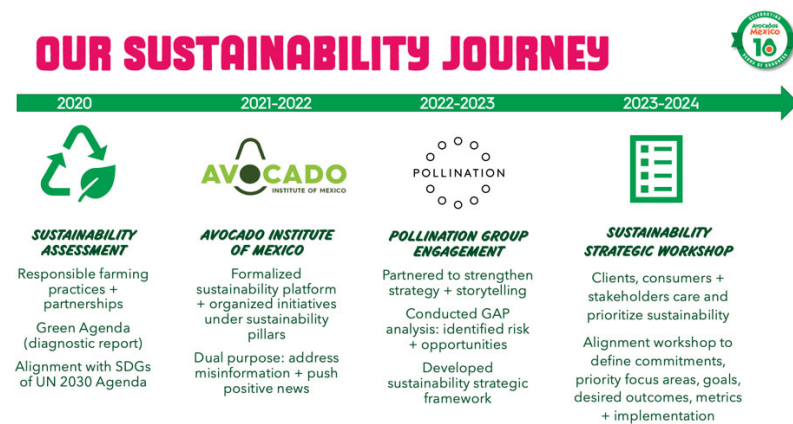 OUR SUSTAINABILITY JOURNEY
CELEBRATING
Avocados
Mexico
10
YEARS OF GOODNESS
2020
2021-2022
2022-2023
2023-2024
AVOCADO
INSTITUTE OF MEXICO
POLLINATION
SUSTAINABILITY
ASSESSMENT
Responsible farming
practices +
partnerships
Green Agenda
(diagnostic report)
Alignment with SDGs
of UN 2030 Agenda
AVOCADO INSTITUTE
OF MEXICO
Formalized
sustainability platform
+ organized initiatives
under sustainability
pillars
Dual purpose: address
misinformation + push
positive news
POLLINATION GROUP
ENGAGEMENT
Partnered to strengthen
strategy + storytelling
Conducted GAP
analysis: identified risk
+ opportunities
Developed
sustainability strategic
framework
SUSTAINABILITY
STRATEGIC WORKSHOP
Clients, consumers +
stakeholders care and
prioritize sustainability
Alignment workshop to
define commitments,
priority focus areas, goals,
desired outcomes, metrics
+ implementation